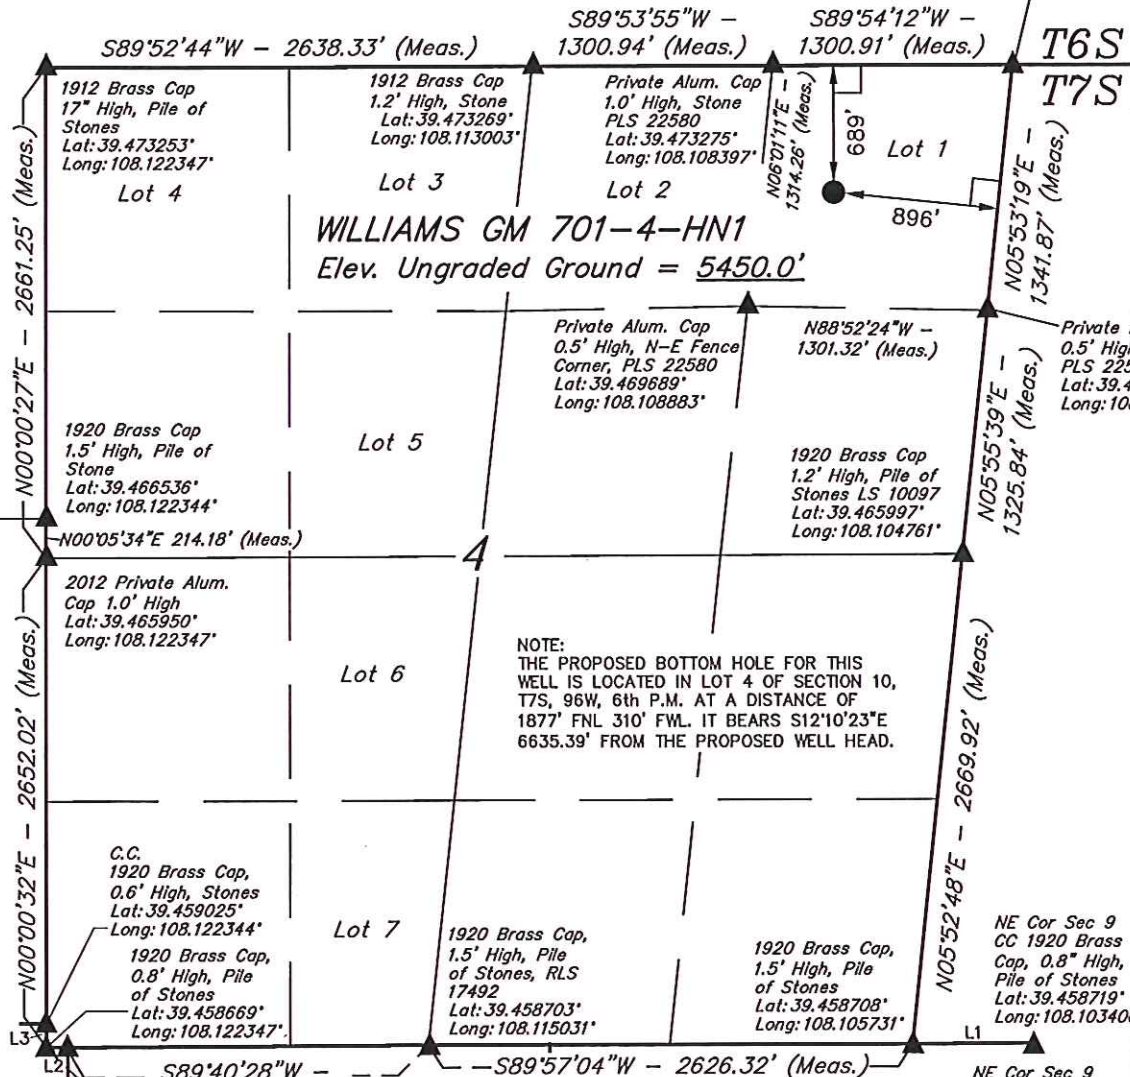 S89°52'44"W - 2638.33' (Meas.)
S89°53'55"W -
1300.94' (Meas.)
S89°54'12"W -
1300.91' (Meas.)
T6S
T7S
1912 Brass Cap
17" High, Pile of
Stones
Lat: 39.473253°
Long: 108.122347°
Lot 4
1912 Brass Cap
1.2' High, Stone
Lat: 39.473269°
Long: 108.113003°
Lot 3
Private Alum. Cap
1.0' High, Stone
PLS 22580
Lat: 39.473275°
Long: 108.108397°
Lot 2
N06°01'11"E -
1314.26' (Meas.)
689'
Lot 1
896'
N05°53'19"E -
1341.87' (Meas.)
WILLIAMS GM 701-4-HN1
Elev. Ungraded Ground = 5450.0'
N00°00'27"E - 2661.25' (Meas.)
Private Alum. Cap
0.5' High, N-E Fence
Corner, PLS 22580
Lat: 39.469689°
Long: 108.108883°
N88°52'24"W -
1301.32' (Meas.)
Private
0.5' High
PLS 225
Lat: 39.4
Long: 10
N05°55'39"E -
1325.84' (Meas.)
1920 Brass Cap
1.5' High, Pile of
Stone
Lat: 39.466536°
Long: 108.122344°
Lot 5
1920 Brass Cap
1.2' High, Pile of
Stones LS 10097
Lat: 39.465997°
Long: 108.104761°
N00°05'34"E 214.18' (Meas.)
4
2012 Private Alum.
Cap 1.0' High
Lat: 39.465950°
Long: 108.122347°
Lot 6
NOTE:
THE PROPOSED BOTTOM HOLE FOR THIS
WELL IS LOCATED IN LOT 4 OF SECTION 10,
T7S, 96W, 6th P.M. AT A DISTANCE OF
1877' FNL 310' FWL. IT BEARS S12°10'23"E
6635.39' FROM THE PROPOSED WELL HEAD.
N00°00'32"E - 2652.02' (Meas.)
N05°52'48"E - 2669.92' (Meas.)
C.C.
1920 Brass Cap,
0.6' High, Stones
Lat: 39.459025°
Long: 108.122344°
1920 Brass Cap,
0.8' High, Pile
of Stones
Lat: 39.458669°
Long: 108.122347°
Lot 7
1920 Brass Cap,
1.5' High, Pile
of Stones, RLS
17492
Lat: 39.458703°
Long: 108.115031°
1920 Brass Cap,
1.5' High, Pile
of Stones
Lat: 39.458708°
Long: 108.105731°
NE Cor Sec 9
CC 1920 Brass
Cap, 0.8" High,
Pile of Stones
Lat: 39.458719°
Long: 108.10340
L3
L2
L1
S89°40'28"W -
S89°57'04"W - 2626.32' (Meas.)
NE Cor Sec 9